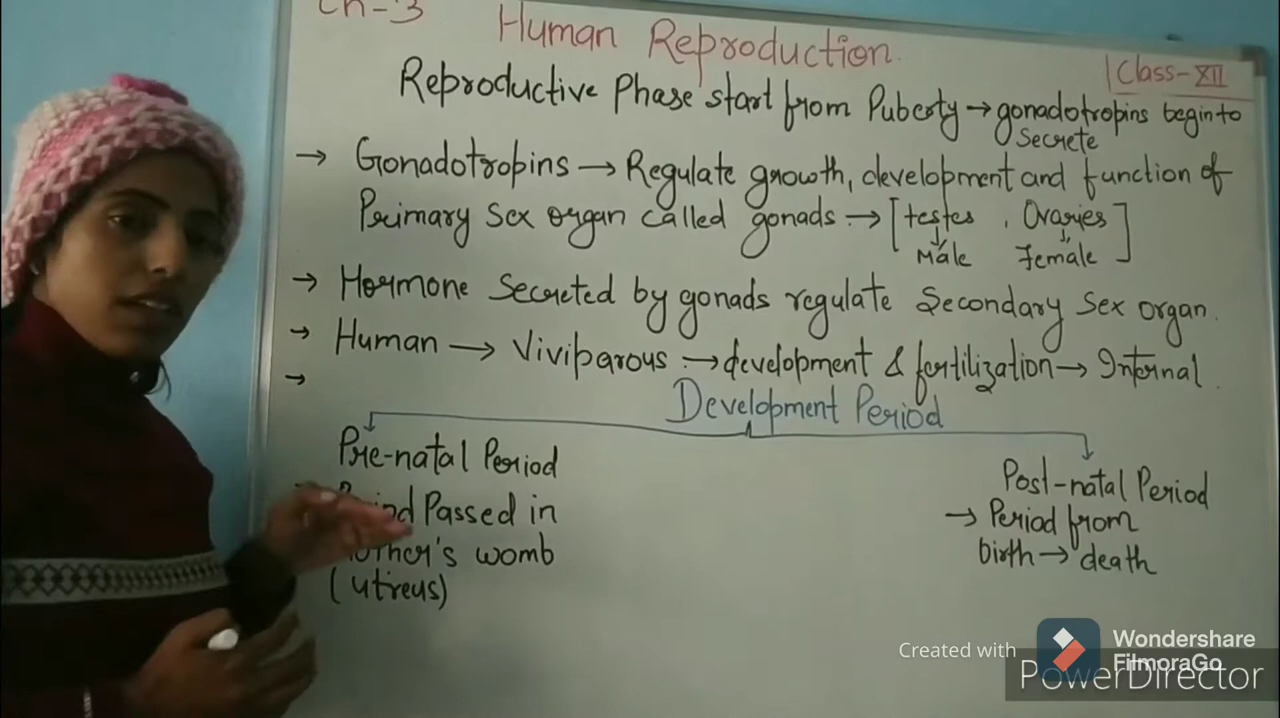 Ch-3
Human Reproduction.
Class-XII
Reproductive Phase start from Puberty → gonadotropins begin to
Secrete
→ Gonadotropins → Regulate growth, development and function of
Primary Sex organ called gonads → [testes, Ovaries]
Male Female
→ Hormone Secreted by gonads regulate Secondary Sex organ.
→ Human → Viviparous → development & fertilization → Internal.
→
Development Period
Pre-natal Period
Period Passed in
mother's womb
(utreus)
Post-natal Period
→ Period from
birth → death
Created with
Wondershare
FilmoraGo
PowerDirector